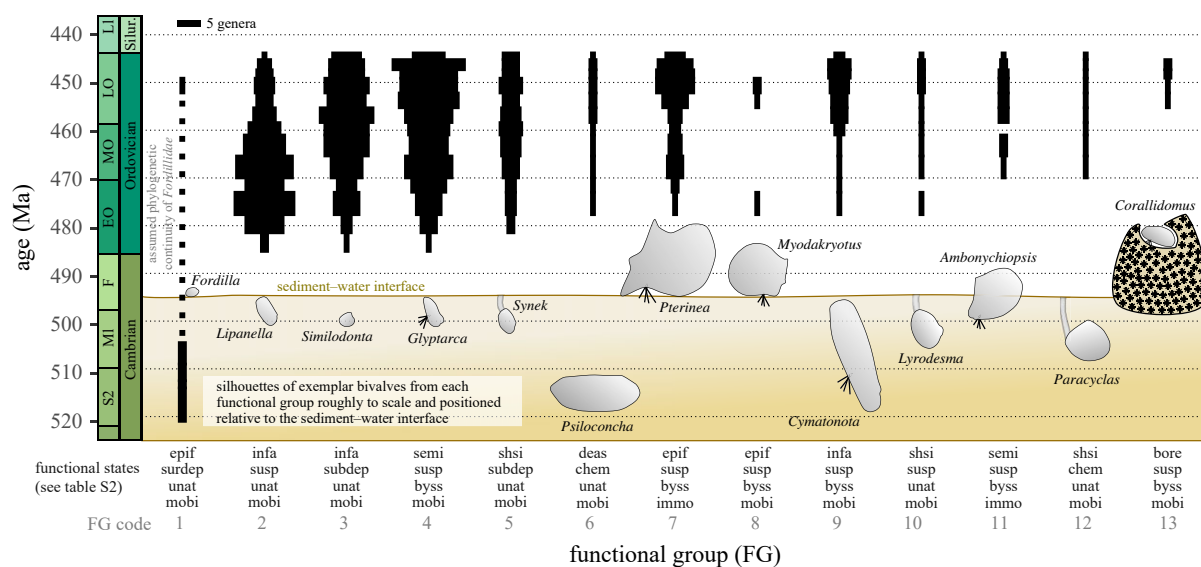 5 genera
age (Ma)
440
450
460
470
480
490
500
510
520
L1
LO
MO
EO
F
M1
S2
Silur.
Ordovician
Cambrian
assumed phylogenetic
continuity of Fordillidae
Fordilla
sediment–water interface
Lipanella
Similodonta
Glyptarca
Synek
Psiloconcha
Pterinea
Myodakryotus
Cymatonota
Lyrodesma
Ambonychiopsis
Paracyclas
Corallidomus
silhouettes of exemplar bivalves from each
functional group roughly to scale and positioned
relative to the sediment–water interface
functional states
(see table S2)
epif infa infa semi shsi deas epif epif infa shsi semi shsi bore
surdep susp subdep susp subdep chem susp susp susp susp susp chem susp
unat unat unat byss unat unat byss byss byss unat byss unat byss
mobi mobi mobi mobi mobi mobi immo mobi mobi mobi immo mobi mobi
FG code 1 2 3 4 5 6 7 8 9 10 11 12 13
functional group (FG)